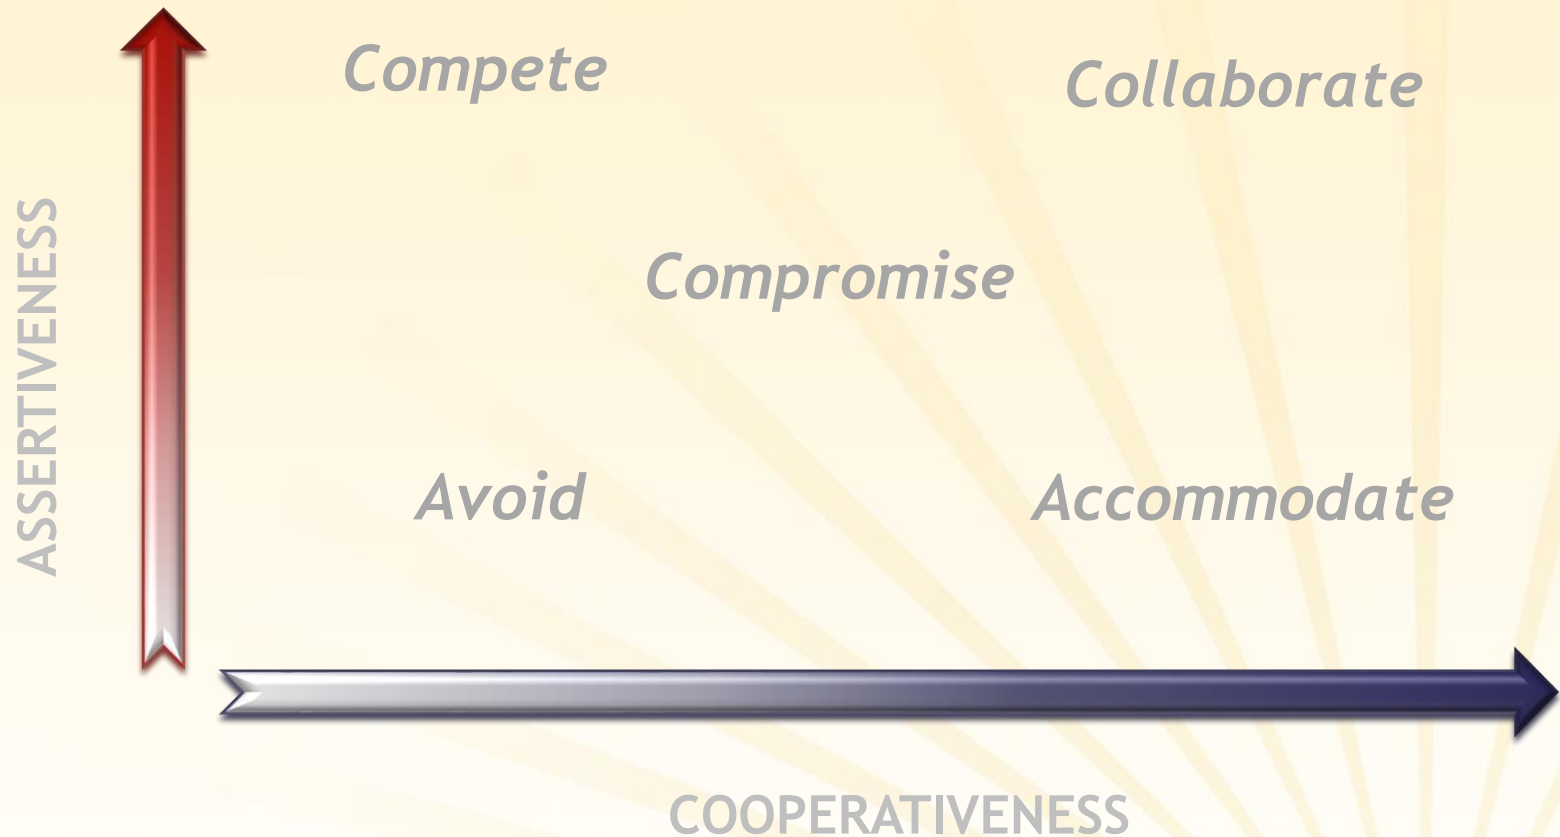 Compete
Collaborate
ASSERTIVENESS
Compromise
Avoid
Accommodate
COOPERATIVENESS